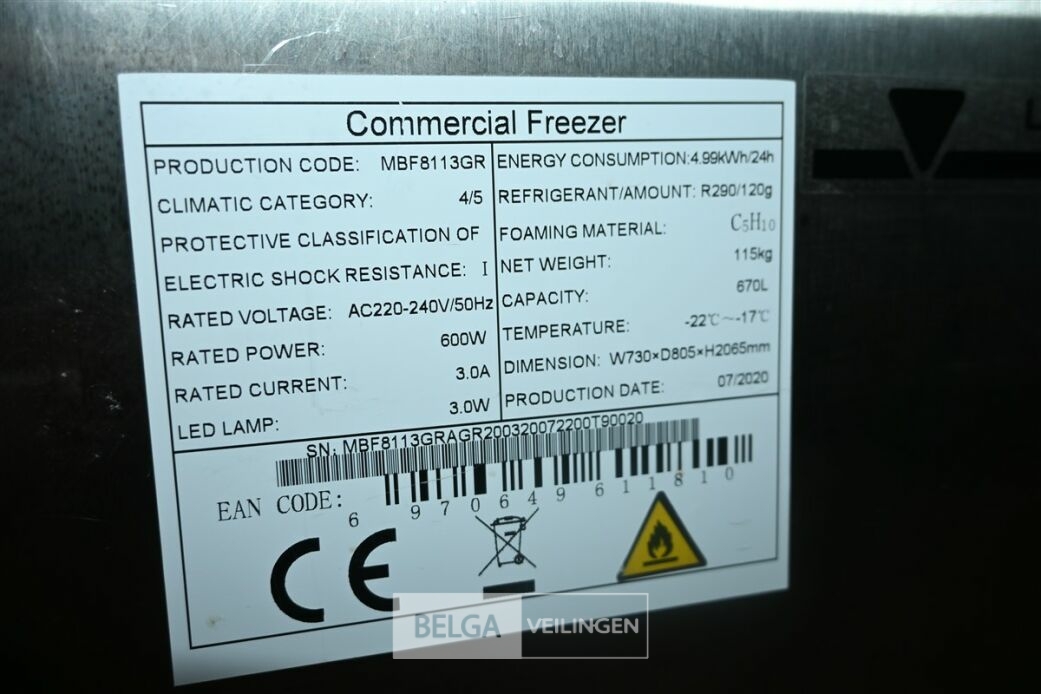 Commercial Freezer
PRODUCTION CODE: MBF8113GR
CLIMATIC CATEGORY: 4/5
PROTECTIVE CLASSIFICATION OF
ELECTRIC SHOCK RESISTANCE: I
RATED VOLTAGE: AC220-240V/50Hz
RATED POWER: 600W
RATED CURRENT: 3.0A
LED LAMP: 3.0W
ENERGY CONSUMPTION:4.99kWh/24h
REFRIGERANT/AMOUNT: R290/120g
FOAMING MATERIAL: C5H10
NET WEIGHT: 115kg
CAPACITY: 670L
TEMPERATURE: -22℃～-17℃
DIMENSION: W730×D805×H2065mm
PRODUCTION DATE: 07/2020
SN: MBF8113GRAGR200320072200T90020
EAN CODE: 6970649611810
CE
BELGA VEILINGEN